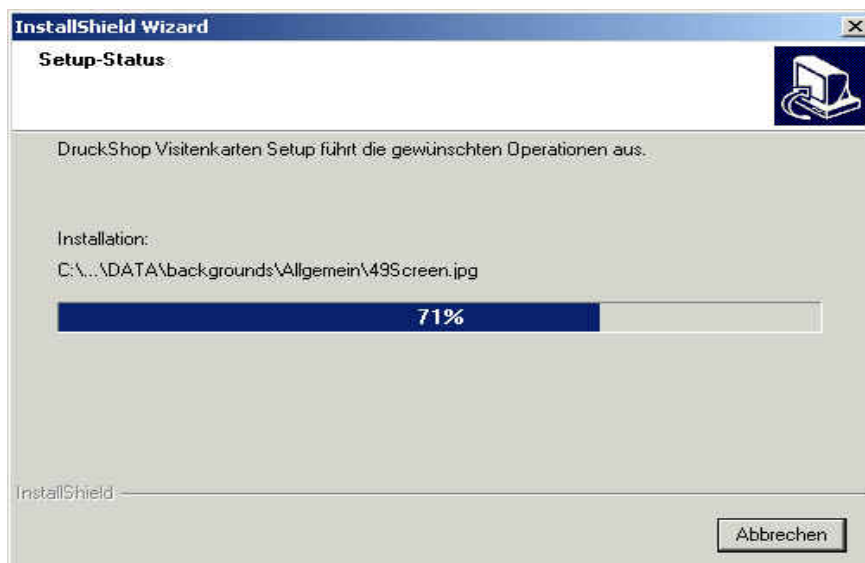 InstallShield Wizard
Setup-Status
DruckShop Visitenkarten Setup führt die gewünschten Operationen aus.
Installation:
C:\...\DATA\backgrounds\Allgemein\49Screen.jpg
71%
InstallShield
Abbrechen